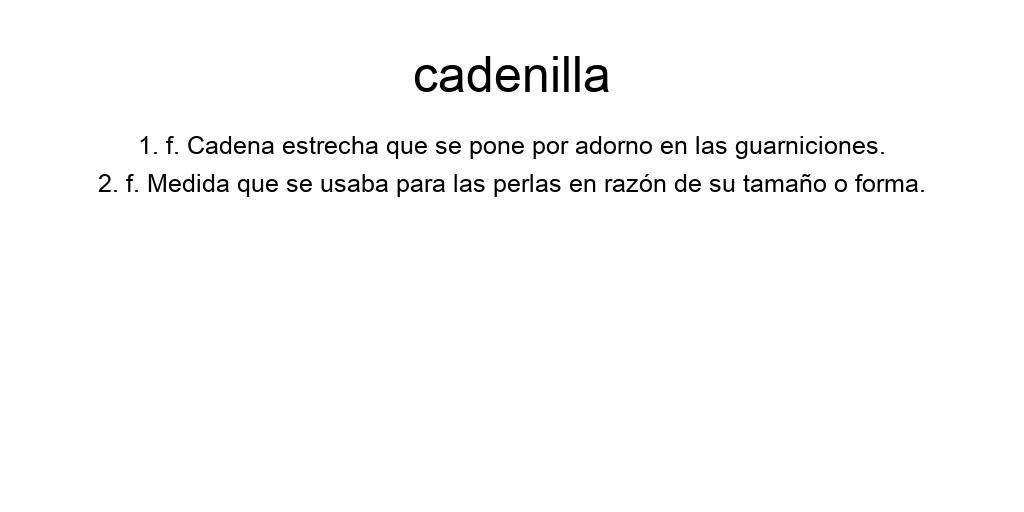 cadenilla
1. f. Cadena estrecha que se pone por adorno en las guarniciones.
2. f. Medida que se usaba para las perlas en razón de su tamaño o forma.